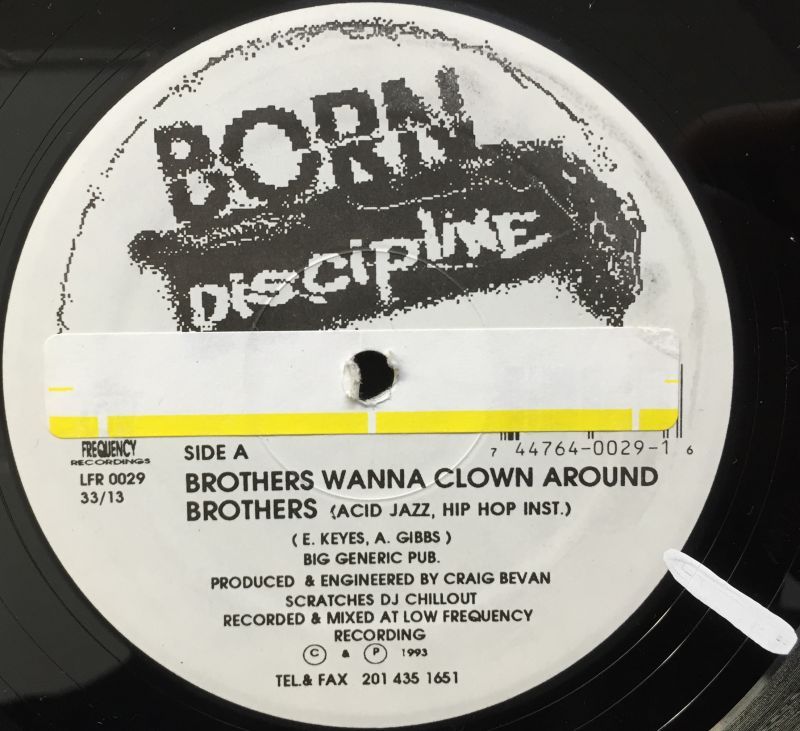 BORN
DISCIPLINE
FREQUENCY
RECORDINGS
LFR 0029
33/13
SIDE A
7 44764-0029-1 6
BROTHERS WANNA CLOWN AROUND
BROTHERS (ACID JAZZ, HIP HOP INST.)
( E. KEYES, A. GIBBS )
BIG GENERIC PUB.
PRODUCED & ENGINEERED BY CRAIG BEVAN
SCRATCHES DJ CHILLOUT
RECORDED & MIXED AT LOW FREQUENCY
RECORDING
Ⓒ & Ⓟ 1993
TEL.& FAX 201 435 1651